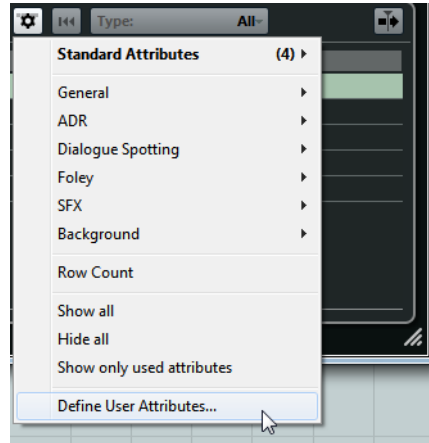 Type: All
Standard Attributes (4)
General
ADR
Dialogue Spotting
Foley
SFX
Background
Row Count
Show all
Hide all
Show only used attributes
Define User Attributes...